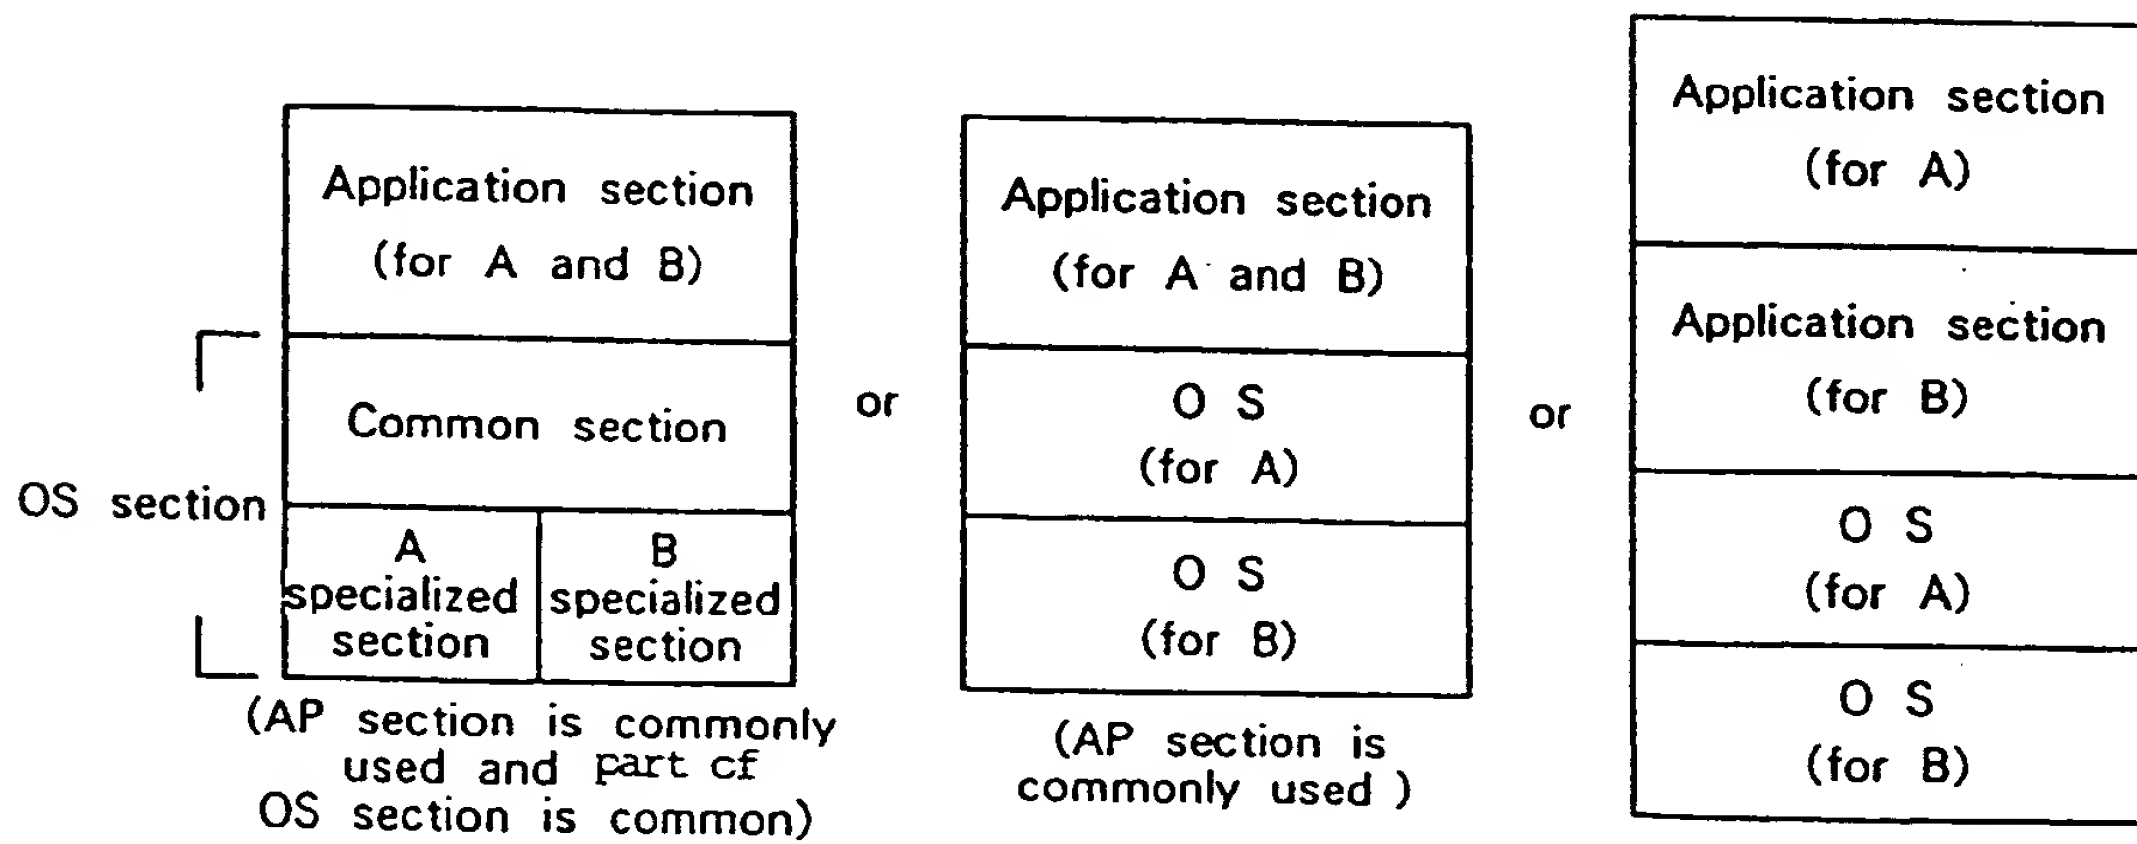 Application section
(for A and B)
Common section
OS section
A
specialized
section
B
specialized
section
(AP section is commonly
used and part cf
OS section is common)
or
Application section
(for A and B)
O S
(for A)
O S
(for B)
(AP section is
commonly used )
or
Application section
(for A)
Application section
(for B)
O S
(for A)
O S
(for B)